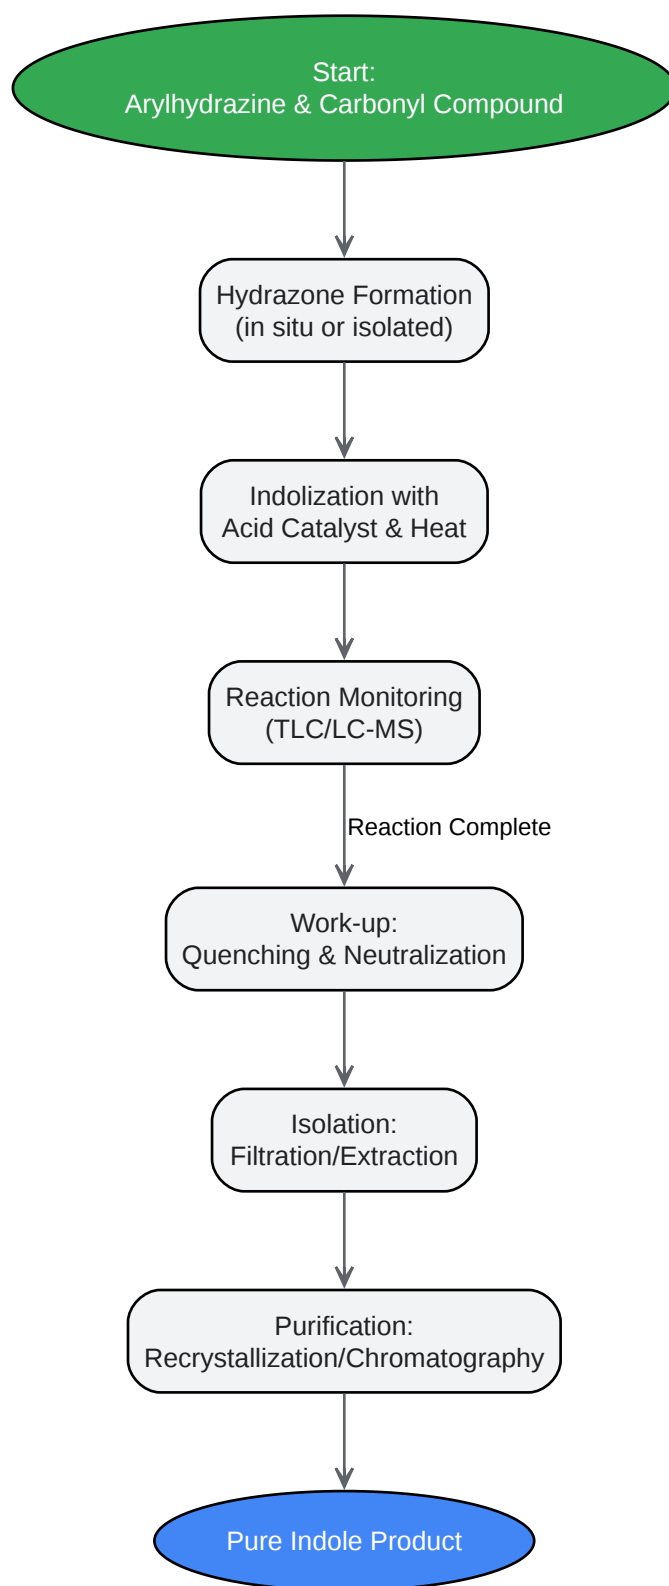 Start:
Arylhydrazine & Carbonyl Compound
Hydrazone Formation
(in situ or isolated)
Indolization with
Acid Catalyst & Heat
Reaction Monitoring
(TLC/LC-MS)
Reaction Complete
Work-up:
Quenching & Neutralization
Isolation:
Filtration/Extraction
Purification:
Recrystallization/Chromatography
Pure Indole Product